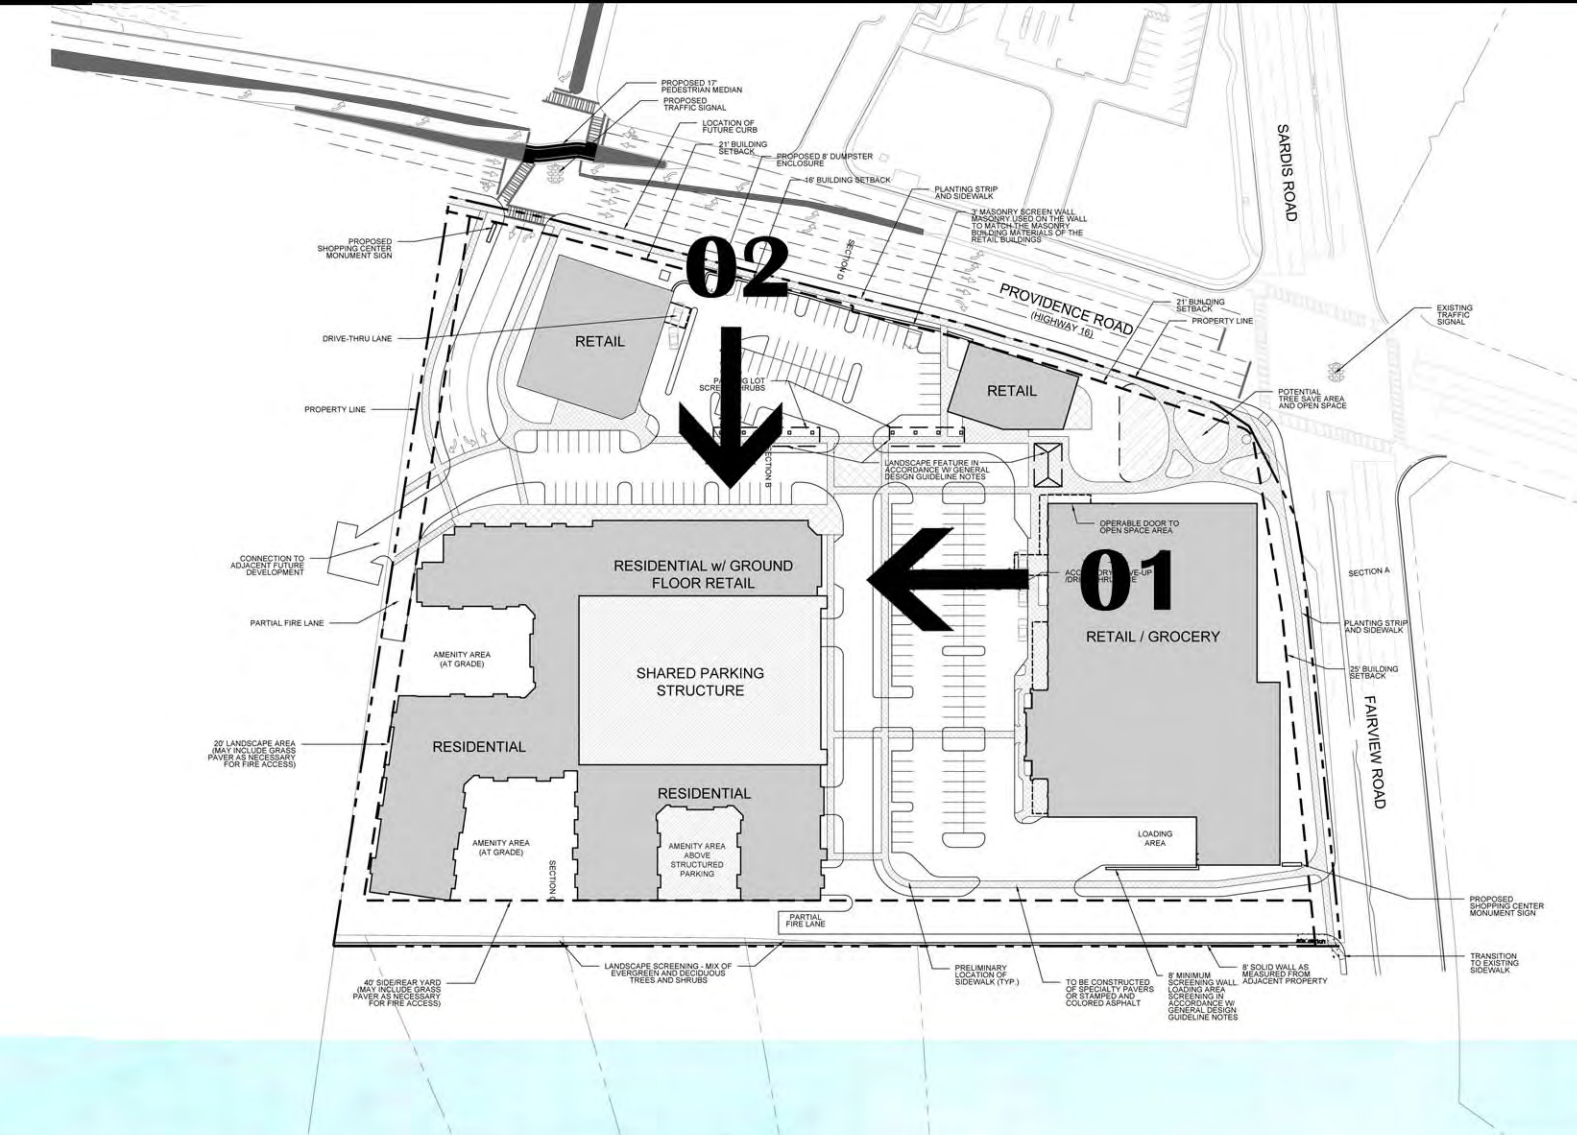 PROPOSED 17'
PEDESTRIAN MEDIAN
PROPOSED
TRAFFIC SIGNAL
LOCATION OF
FUTURE CURB
21' BUILDING
SETBACK
PROPOSED 8' DUMPSTER
ENCLOSURE
16' BUILDING SETBACK
PLANTING STRIP
AND SIDEWALK
3' MASONRY SCREEN WALL
MASONRY USED ON THE WALL
TO MATCH THE MASONRY
BUILDING MATERIALS OF THE
RETAIL BUILDINGS
SARDIS ROAD
PROPOSED
SHOPPING CENTER
MONUMENT SIGN
02
SECTION D
PROVIDENCE ROAD
(HIGHWAY 16)
21' BUILDING
SETBACK
PROPERTY LINE
EXISTING
TRAFFIC
SIGNAL
DRIVE-THRU LANE
RETAIL
RETAIL
LOT
POTENTIAL
TREE SAVE AREA
AND OPEN SPACE
PROPERTY LINE
SECTION B
LANDSCAPE FEATURE IN
ACCORDANCE W/ GENERAL
DESIGN GUIDELINE NOTES
OPERABLE DOOR TO
OPEN SPACE AREA
CONNECTION TO
ADJACENT FUTURE
DEVELOPMENT
RESIDENTIAL w/ GROUND
FLOOR RETAIL
01
SECTION A
PARTIAL FIRE LANE
PLANTING STRIP
AND SIDEWALK
RETAIL / GROCERY
AMENITY AREA
(AT GRADE)
SHARED PARKING
STRUCTURE
25' BUILDING
SETBACK
FAIRVIEW ROAD
20' LANDSCAPE AREA
(MAY INCLUDE GRASS
PAVER AS NECESSARY
FOR FIRE ACCESS)
RESIDENTIAL
RESIDENTIAL
AMENITY AREA
(AT GRADE)
SECTION C
AMENITY AREA
ABOVE
STRUCTURED
PARKING
LOADING
AREA
PARTIAL
FIRE LANE
PROPOSED
SHOPPING CENTER
MONUMENT SIGN
40' SIDE/REAR YARD
(MAY INCLUDE GRASS
PAVER AS NECESSARY
FOR FIRE ACCESS)
LANDSCAPE SCREENING - MIX OF
EVERGREEN AND DECIDUOUS
TREES AND SHRUBS
PRELIMINARY
LOCATION OF
SIDEWALK (TYP.)
TO BE CONSTRUCTED
OF SPECIALTY PAVERS
OR STAMPED AND
COLORED ASPHALT
8' MINIMUM
SCREENING WALL
LOADING AREA
SCREENING IN
ACCORDANCE W/
GENERAL DESIGN
GUIDELINE NOTES
8' SOLID WALL AS
MEASURED FROM
ADJACENT PROPERTY
TRANSITION
TO EXISTING
SIDEWALK